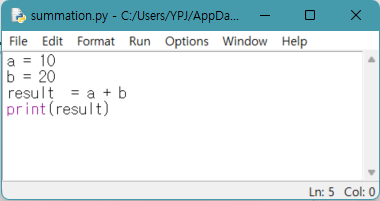 summation.py - C:/Users/YPJ/AppDa...
File Edit Format Run Options Window Help
a = 10
b = 20
result  = a + b
print(result)
Ln: 5 Col: 0